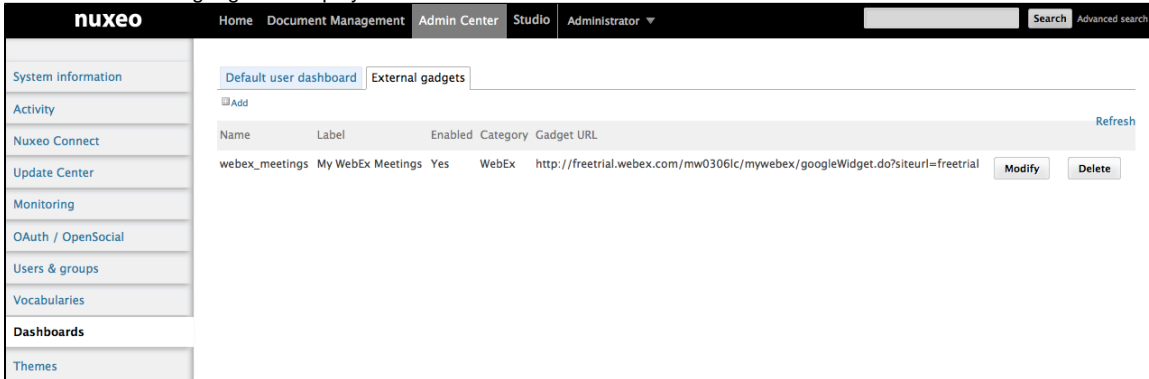 nuxeo Home Document Management Admin Center Studio Administrator ▼ Search Advanced search
System information
Activity
Nuxeo Connect
Update Center
Monitoring
OAuth / OpenSocial
Users & groups
Vocabularies
Dashboards
Themes
Default user dashboard External gadgets
Add
Refresh
Name Label Enabled Category Gadget URL
webex_meetings My WebEx Meetings Yes WebEx http://freetrial.webex.com/mw0306lc/mywebex/googleWidget.do?siteurl=freetrial Modify Delete